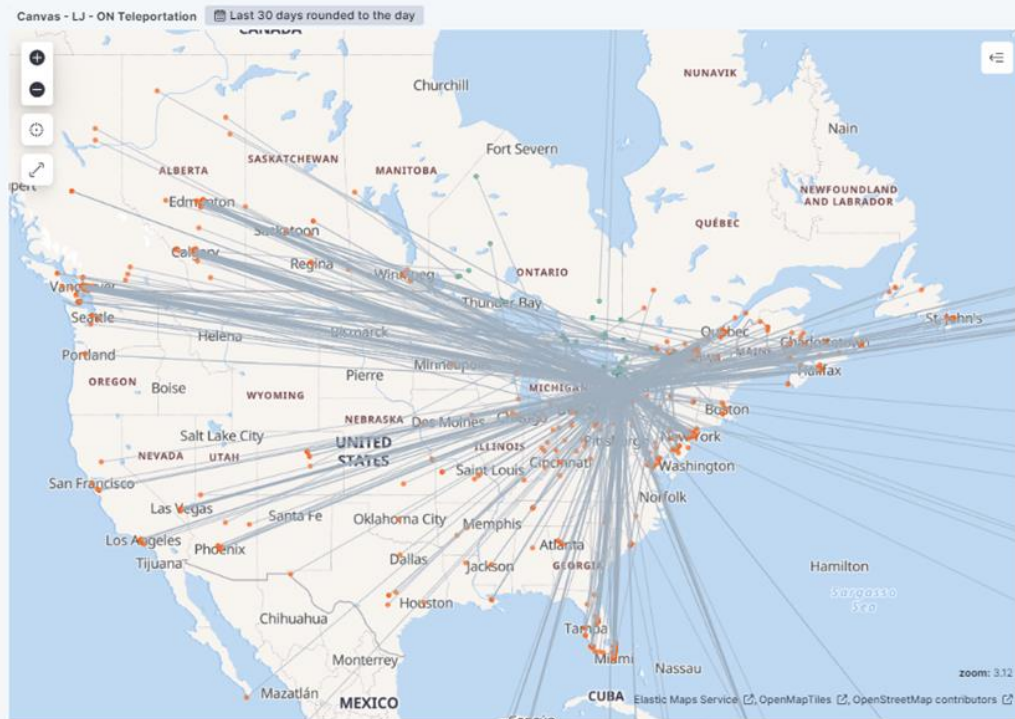 Canvas - LJ - ON Teleportation Last 30 days rounded to the day
CANADA
NUNAVIK
Churchill
Nain
Fort Severn
ALBERTA
SASKATCHEWAN
MANITOBA
NEWFOUNDLAND
AND LABRADOR
Edmonton
QUÉBEC
Saskatoon
Calgary
Regina
Winnipeg
ONTARIO
Vancouver
Thunder Bay
Seattle
Helena
Bismarck
Québec
St. John's
Charlottetown
MAINE
Portland
Minneapolis
Halifax
OREGON
Boise
Pierre
MICHIGAN
WYOMING
Boston
NEBRASKA
Des Moines
Chicago
Salt Lake City
UNITED
STATES
ILLINOIS
Pittsburgh
New York
NEVADA
UTAH
Saint Louis
Cincinnati
Washington
San Francisco
Norfolk
Las Vegas
Santa Fe
Oklahoma City
Memphis
Los Angeles
Phoenix
Atlanta
Tijuana
Dallas
Jackson
GEORGIA
Hamilton
Houston
Sargasso
Sea
Chihuahua
Tampa
Monterrey
Miami
Nassau
zoom: 3.12
Mazatlán
MEXICO
CUBA
Elastic Maps Service, OpenMapTiles, OpenStreetMap contributors